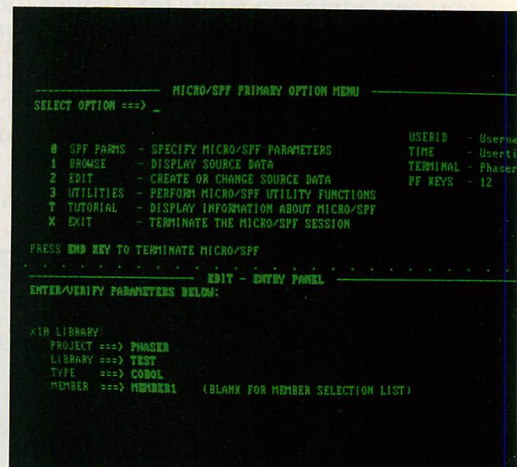 MICRO/SPF PRIMARY OPTION MENU
SELECT OPTION ===> _
USERID - Userna
0 SPF PARMS - SPECIFY MICRO/SPF PARAMETERS TIME - Userti
1 BROWSE - DISPLAY SOURCE DATA TERMINAL - Phaser
2 EDIT - CREATE OR CHANGE SOURCE DATA PF KEYS - 12
3 UTILITIES - PERFORM MICRO/SPF UTILITY FUNCTIONS
T TUTORIAL - DISPLAY INFORMATION ABOUT MICRO/SPF
X EXIT - TERMINATE THE MICRO/SPF SESSION
PRESS END KEY TO TERMINATE MICRO/SPF
EDIT - ENTRY PANEL
ENTER/VERIFY PARAMETERS BELOW:
LIBRARY:
PROJECT ===> PHASER
LIBRARY ===> TEST
TYPE ===> COBOL
MEMBER ===> MEMBER1 (BLANK FOR MEMBER SELECTION LIST)